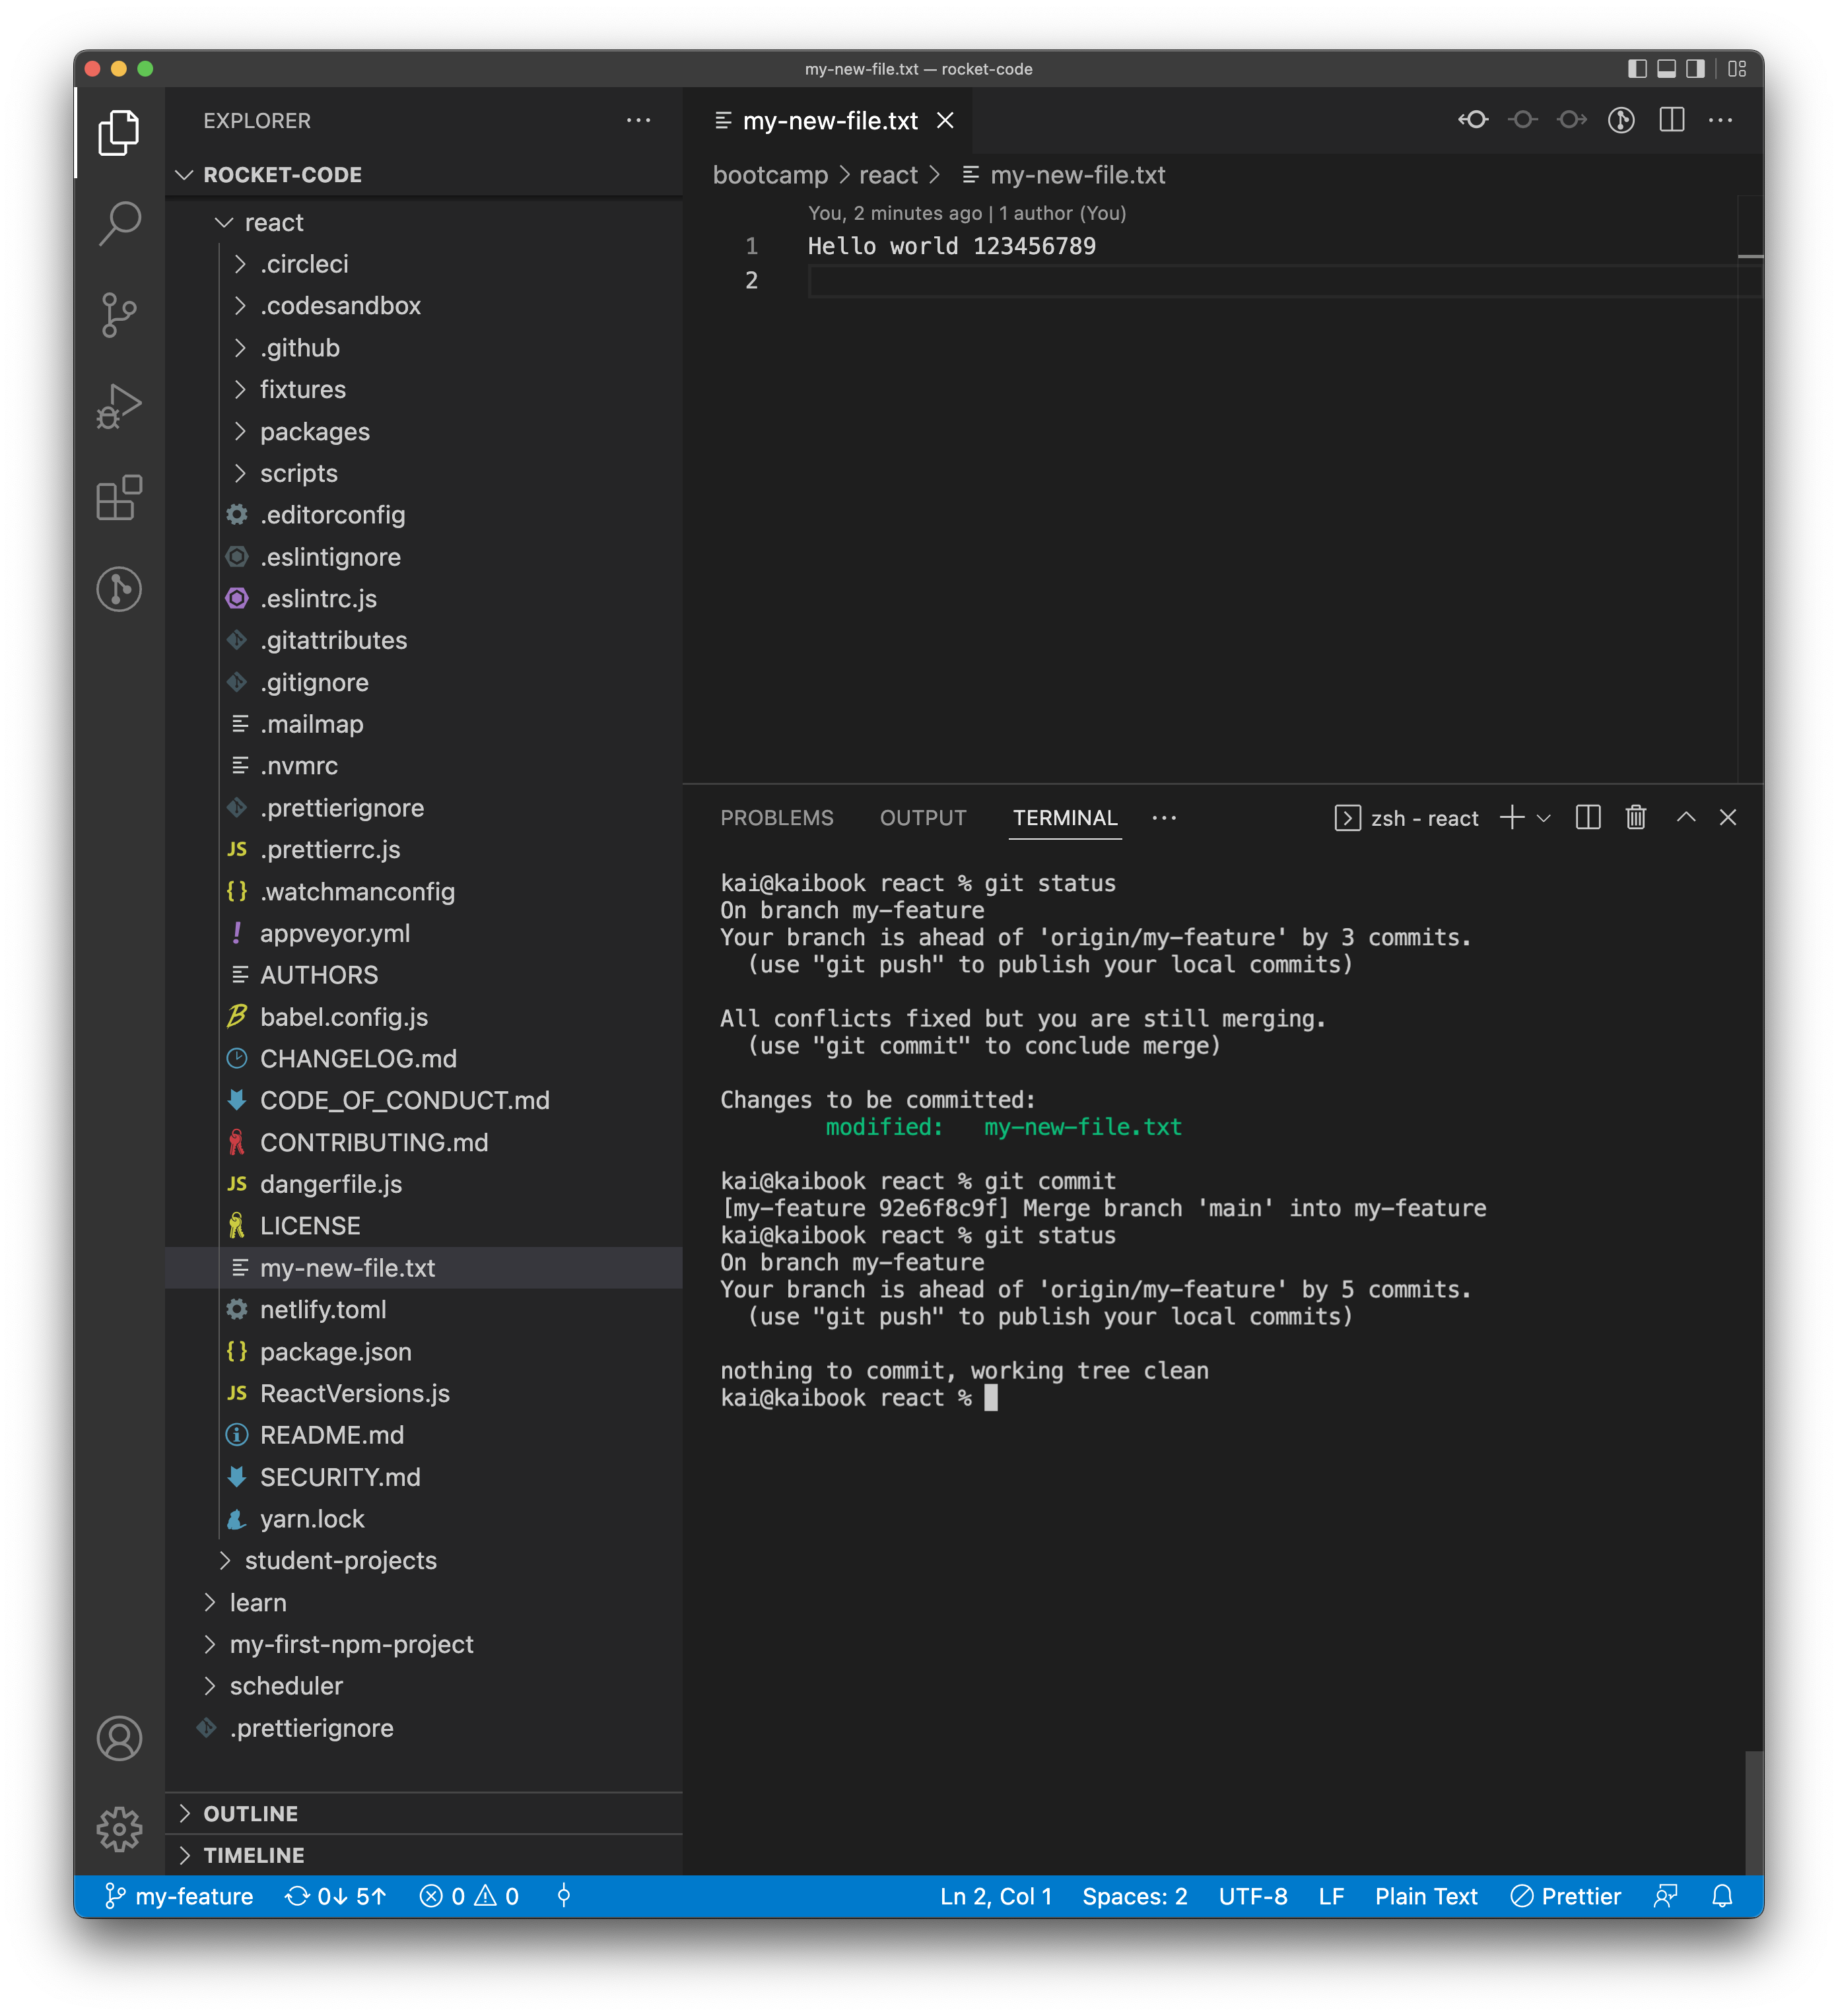 my-new-file.txt — rocket-code
EXPLORER
ROCKET-CODE
react
.circleci
.codesandbox
.github
fixtures
packages
scripts
.editorconfig
.eslintignore
.eslintrc.js
.gitattributes
.gitignore
.mailmap
.nvmrc
.prettierignore
JS .prettierrc.js
{} .watchmanconfig
! appveyor.yml
AUTHORS
babel.config.js
CHANGELOG.md
CODE_OF_CONDUCT.md
CONTRIBUTING.md
JS dangerfile.js
LICENSE
my-new-file.txt
netlify.toml
{} package.json
JS ReactVersions.js
README.md
SECURITY.md
yarn.lock
student-projects
learn
my-first-npm-project
scheduler
.prettierignore
OUTLINE
TIMELINE
my-new-file.txt
bootcamp > react > my-new-file.txt
You, 2 minutes ago | 1 author (You)
1 Hello world 123456789
2
PROBLEMS OUTPUT TERMINAL ··· zsh - react
kai@kaibook react % git status
On branch my-feature
Your branch is ahead of 'origin/my-feature' by 3 commits.
(use "git push" to publish your local commits)
All conflicts fixed but you are still merging.
(use "git commit" to conclude merge)
Changes to be committed:
modified: my-new-file.txt
kai@kaibook react % git commit
[my-feature 92e6f8c9f] Merge branch 'main' into my-feature
kai@kaibook react % git status
On branch my-feature
Your branch is ahead of 'origin/my-feature' by 5 commits.
(use "git push" to publish your local commits)
nothing to commit, working tree clean
kai@kaibook react %
my-feature 0↓ 5↑ 0 0 Ln 2, Col 1 Spaces: 2 UTF-8 LF Plain Text Prettier